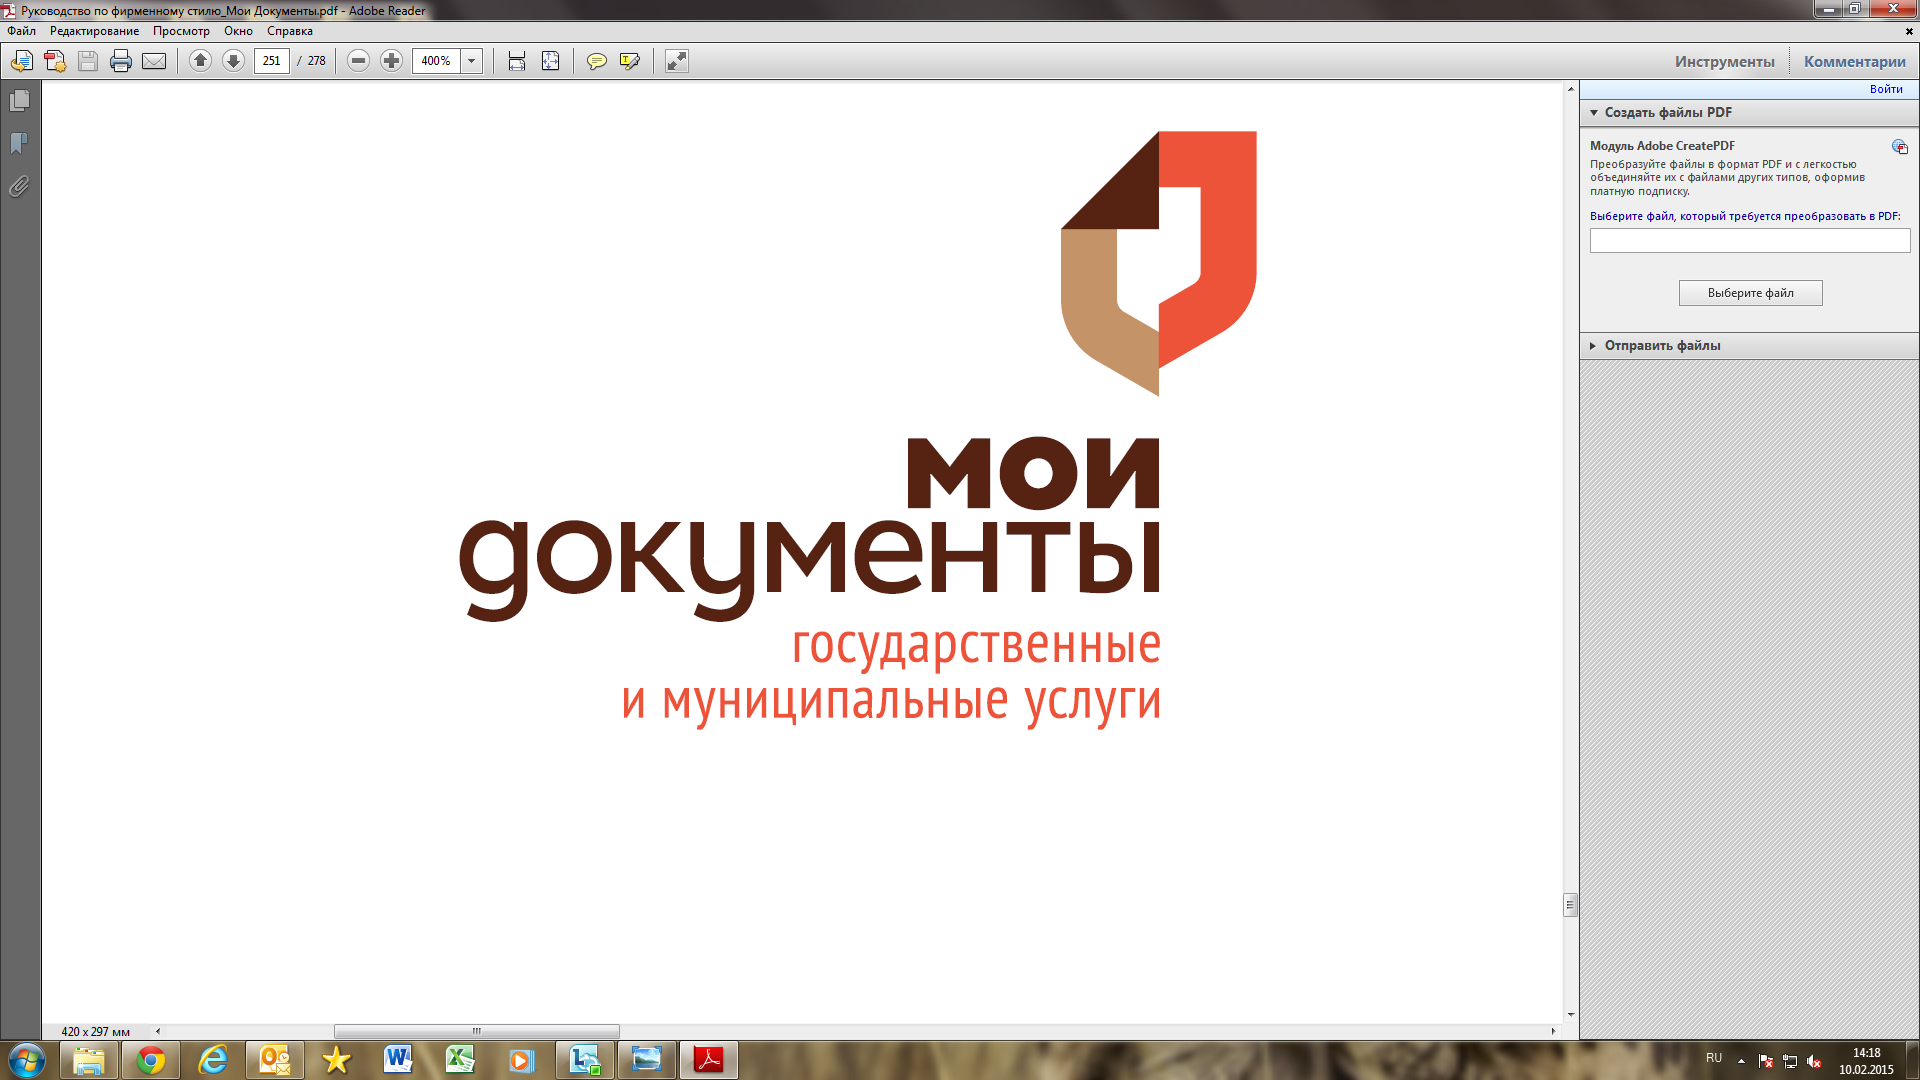 Руководство по фирменному стилю_Мои Документы.pdf - Adobe Reader
Файл Редактирование Просмотр Окно Справка
251 / 278 400% Инструменты Комментарии
Войти
Создать файлы PDF
Модуль Adobe CreatePDF
Преобразуйте файлы в формат PDF и с легкостью
объединяйте их с файлами других типов, оформив
платную подписку.
Выберите файл, который требуется преобразовать в PDF:
Выберите файл
Отправить файлы
мои
документы
государственные
и муниципальные услуги
420 x 297 мм
RU
14:18
10.02.2015